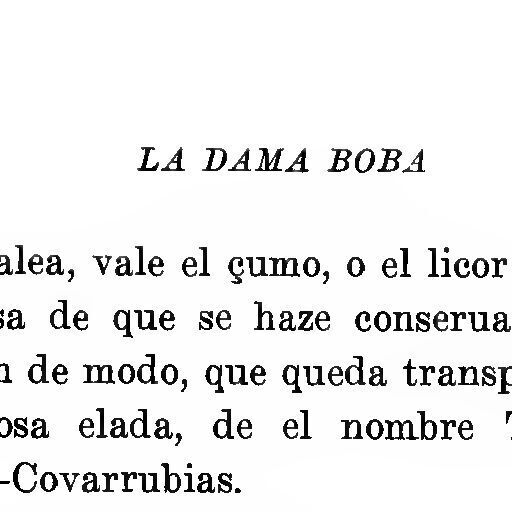 LA DAMA BOBA
alea, vale el çumo, o el licor
sa de que se haze conserua
n de modo, que queda transp
osa elada, de el nombre
-Covarrubias.